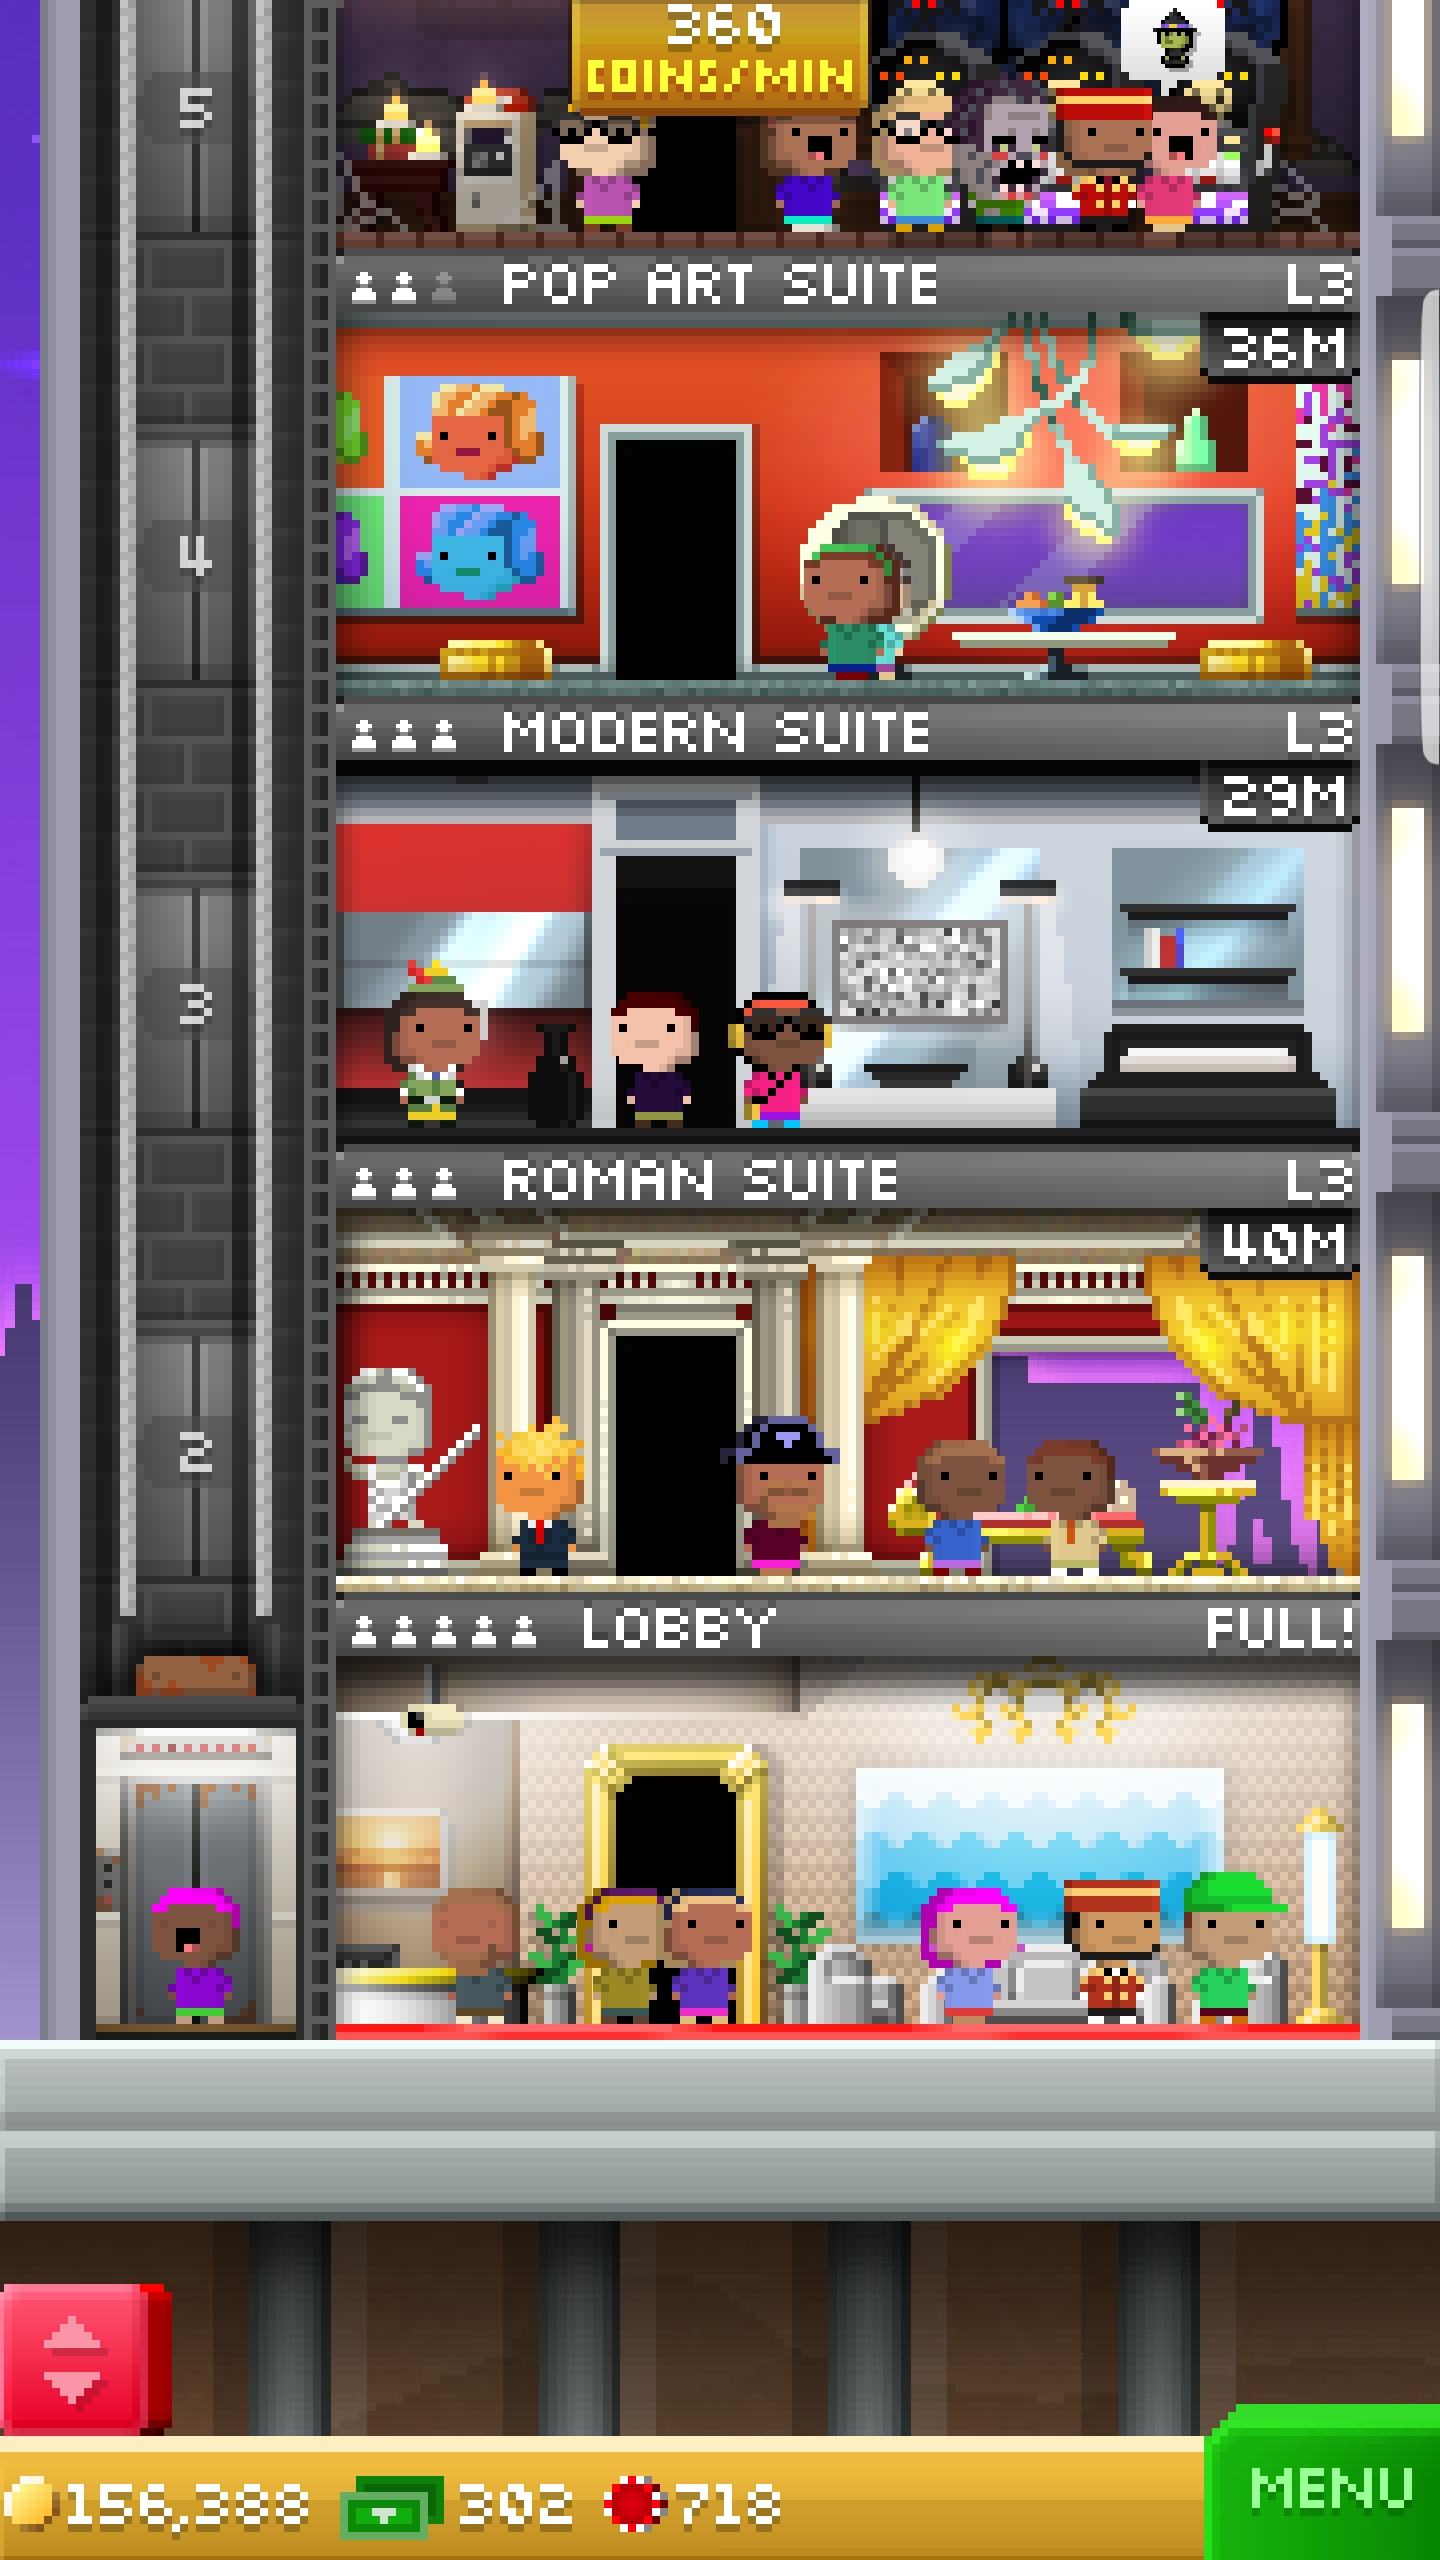 360
COINS/MIN
5
POP ART SUITE L3
36M
4
MODERN SUITE L3
29M
3
ROMAN SUITE L3
40M
2
LOBBY FULL!
156,388 302 718
MENU